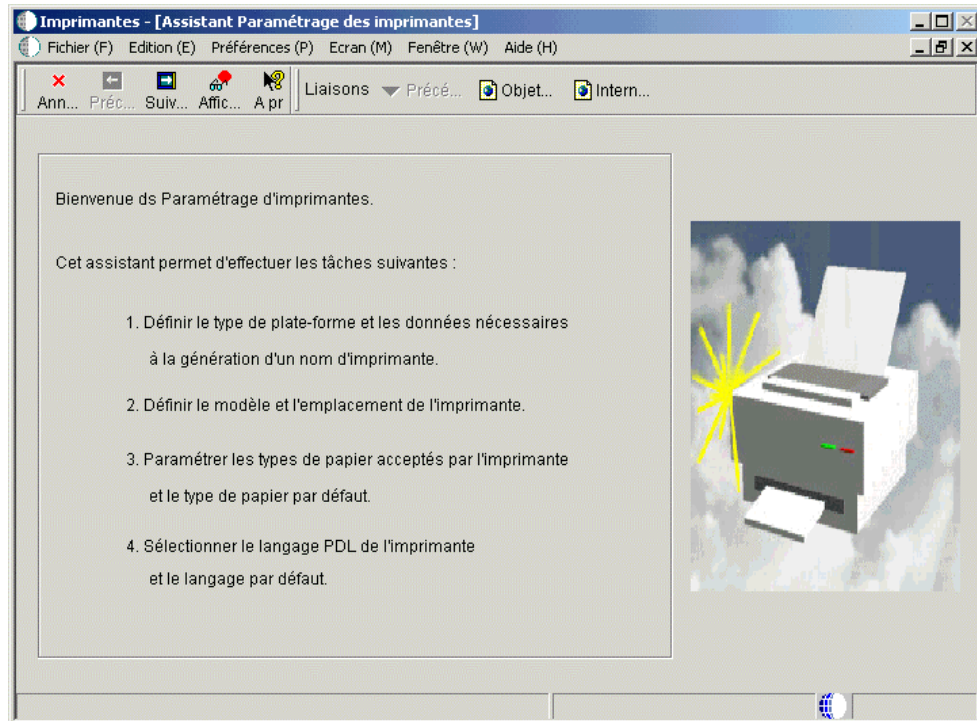 Imprimantes - [Assistant Paramétrage des imprimantes]
Fichier (F) Edition (E) Préférences (P) Ecran (M) Fenêtre (W) Aide (H)
Ann... Préc... Suiv... Affic... A pr Liaisons Précé... Objet... Intern...
Bienvenue ds Paramétrage d'imprimantes.
Cet assistant permet d'effectuer les tâches suivantes :
1. Définir le type de plate-forme et les données nécessaires
à la génération d'un nom d'imprimante.
2. Définir le modèle et l'emplacement de l'imprimante.
3. Paramétrer les types de papier acceptés par l'imprimante
et le type de papier par défaut.
4. Sélectionner le langage PDL de l'imprimante
et le langage par défaut.